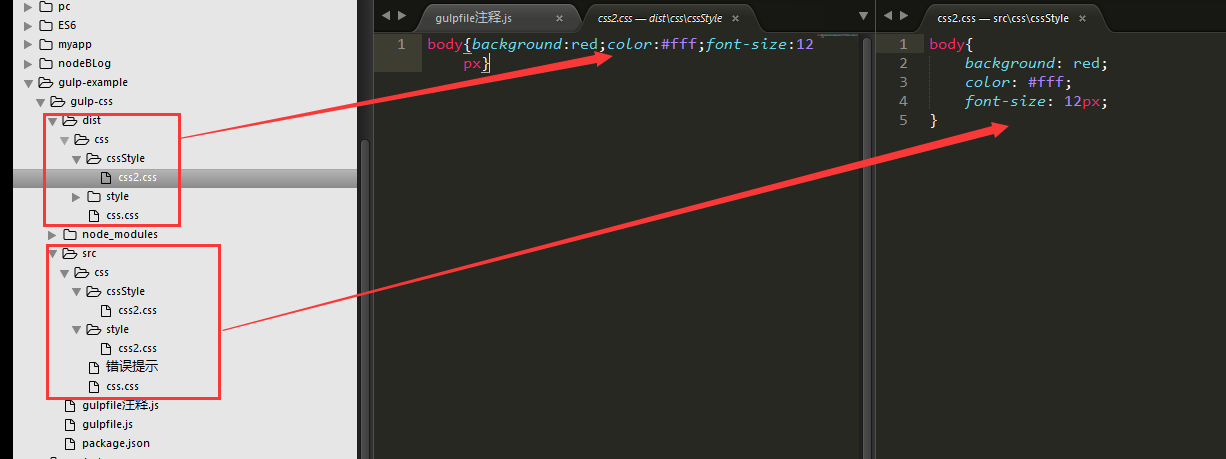 pc
ES6
myapp
nodeBLog
gulp-example
gulp-css
dist
css
cssStyle
css2.css
style
css.css
node_modules
src
css
cssStyle
css2.css
style
css2.css
错误提示
css.css
gulpfile注释.js
gulpfile.js
package.json
gulpfile注释.js ×
css2.css — dist\css\cssStyle ×
1 body{background:red;color:#fff;font-size:12
px}
css2.css — src\css\cssStyle ×
1 body{
2 background: red;
3 color: #fff;
4 font-size: 12px;
5 }